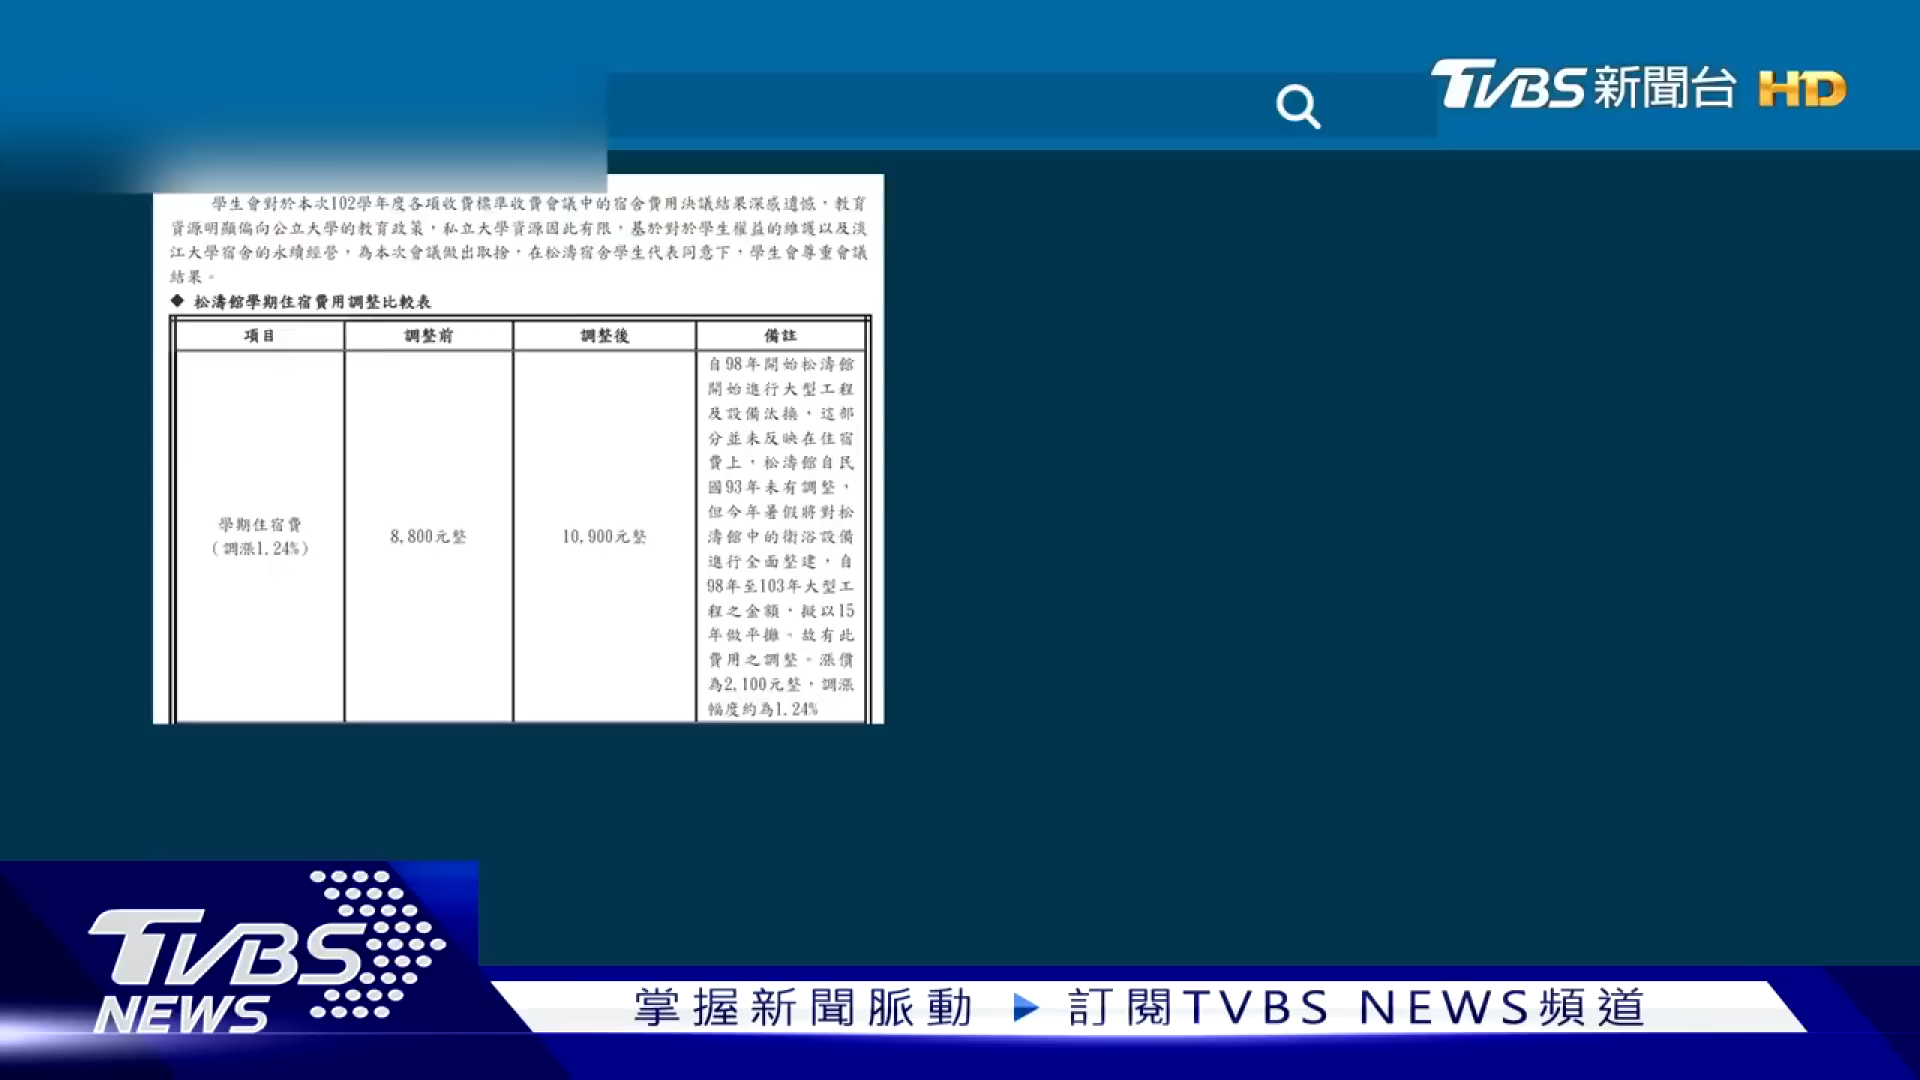 TVBS新聞台 HD
學生會對於本次102學年度各項收費標準收費會議中的宿舍費用決議結果深感遺憾，教育
資源明顯偏向公立大學的教育政策，私立大學資源因此有限，基於對於學生權益的維護以及淡
江大學宿舍的永續經營，為本次會議做出取捨，在松濤宿舍學生代表同意下，學生會尊重會議
結果。
◆ 松濤館學期住宿費用調整比較表
項目 調整前 調整後 備註
學期住宿費
（調漲1.24%）
8,800元整
10,900元整
自98年開始松濤館
開始進行大型工程
及設備汰換，這部
分並未反映在住宿
費上，松濤館自民
國93年未有調整，
但今年暑假將對松
濤館中的衛浴設備
進行全面整建，自
98年至103年大型工
程之金額，擬以15
年做平攤。故有此
費用之調整。漲價
為2,100元整，調漲
幅度約為1.24%
TVBS
NEWS
掌握新聞脈動 ▶ 訂閱TVBS NEWS頻道